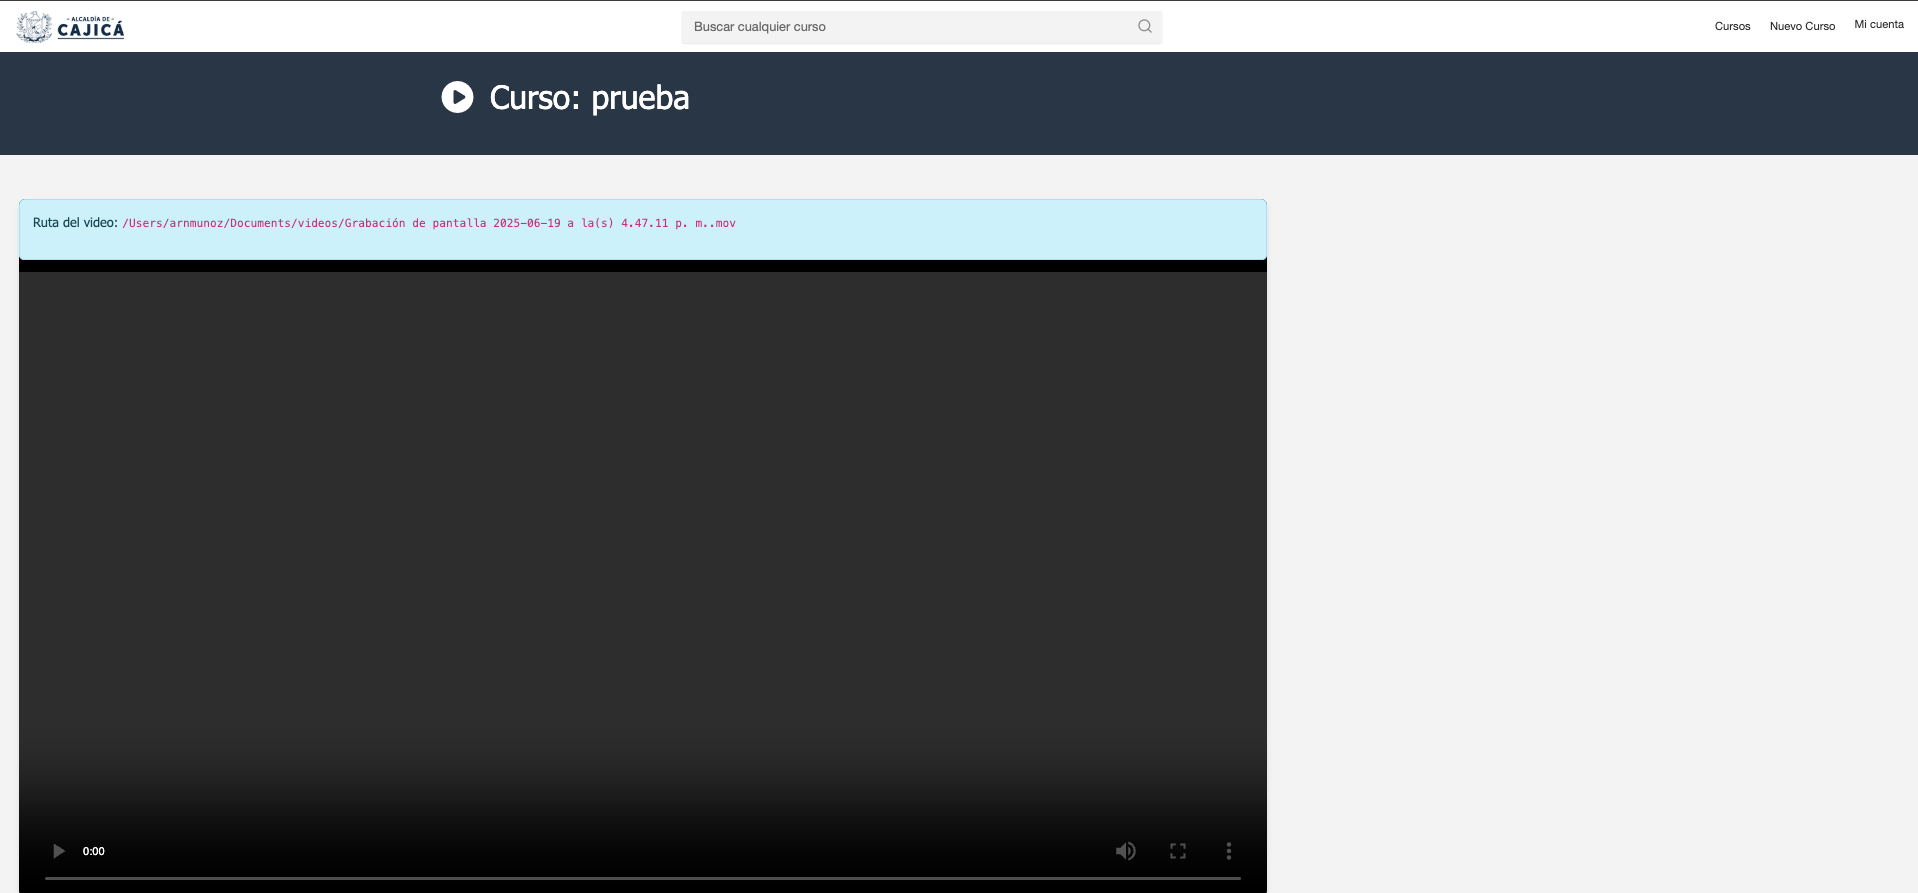 - ALCALDÍA DE -
CAJICÁ
Buscar cualquier curso
Cursos
Nuevo Curso
Mi cuenta
Curso: prueba
Ruta del video: /Users/arnmunoz/Documents/videos/Grabación de pantalla 2025-06-19 a la(s) 4.47.11 p. m..mov
0:00